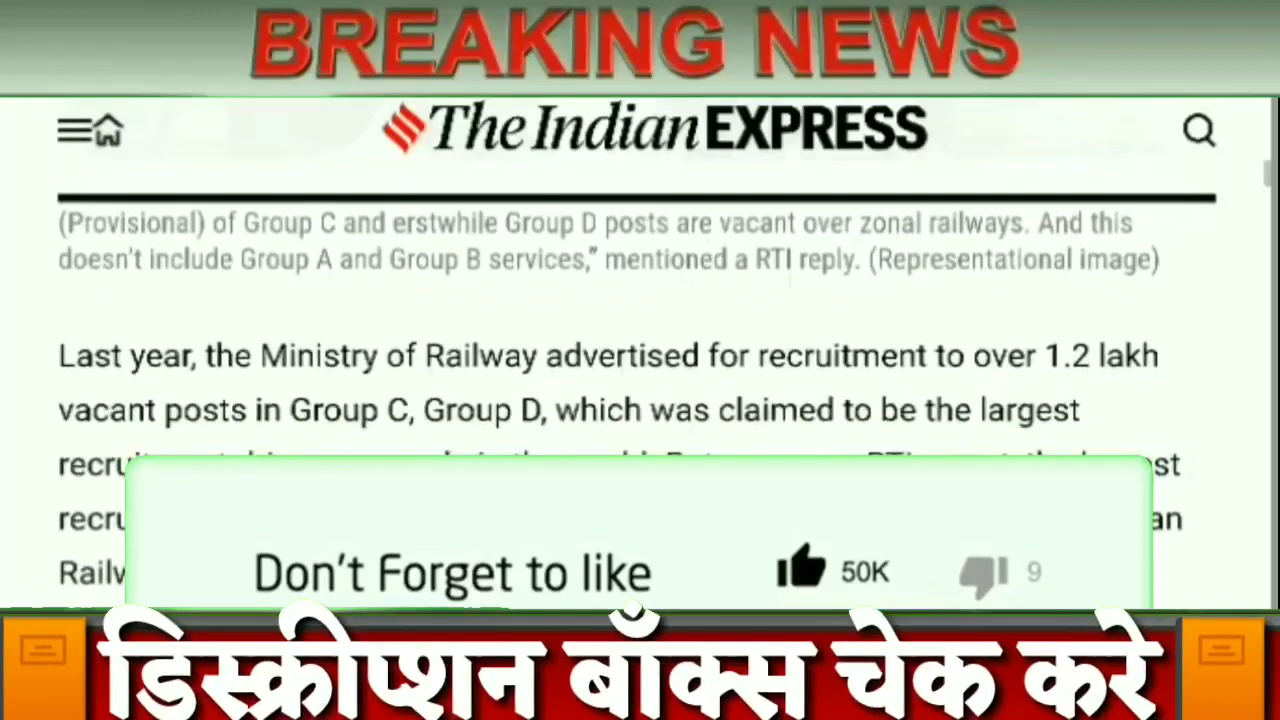 BREAKING NEWS
The Indian EXPRESS
(Provisional) of Group C and erstwhile Group D posts are vacant over zonal railways. And this
doesn't include Group A and Group B services," mentioned a RTI reply. (Representational image)
Last year, the Ministry of Railway advertised for recruitment to over 1.2 lakh
vacant posts in Group C, Group D, which was claimed to be the largest
Don't Forget to like 50K 9
डिस्क्रीप्शन बॉक्स चेक करे